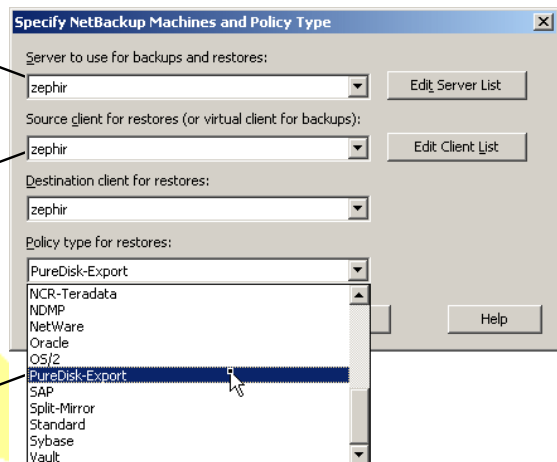 Specify NetBackup Machines and Policy Type
Server to use for backups and restores:
zephir
Edit Server List
Source client for restores (or virtual client for backups):
zephir
Edit Client List
Destination client for restores:
zephir
Policy type for restores:
PureDisk-Export
NCR-Teradata
NDMP
NetWare
Oracle
OS/2
PureDisk-Export
SAP
Split-Mirror
Standard
Sybase
Vault
Help